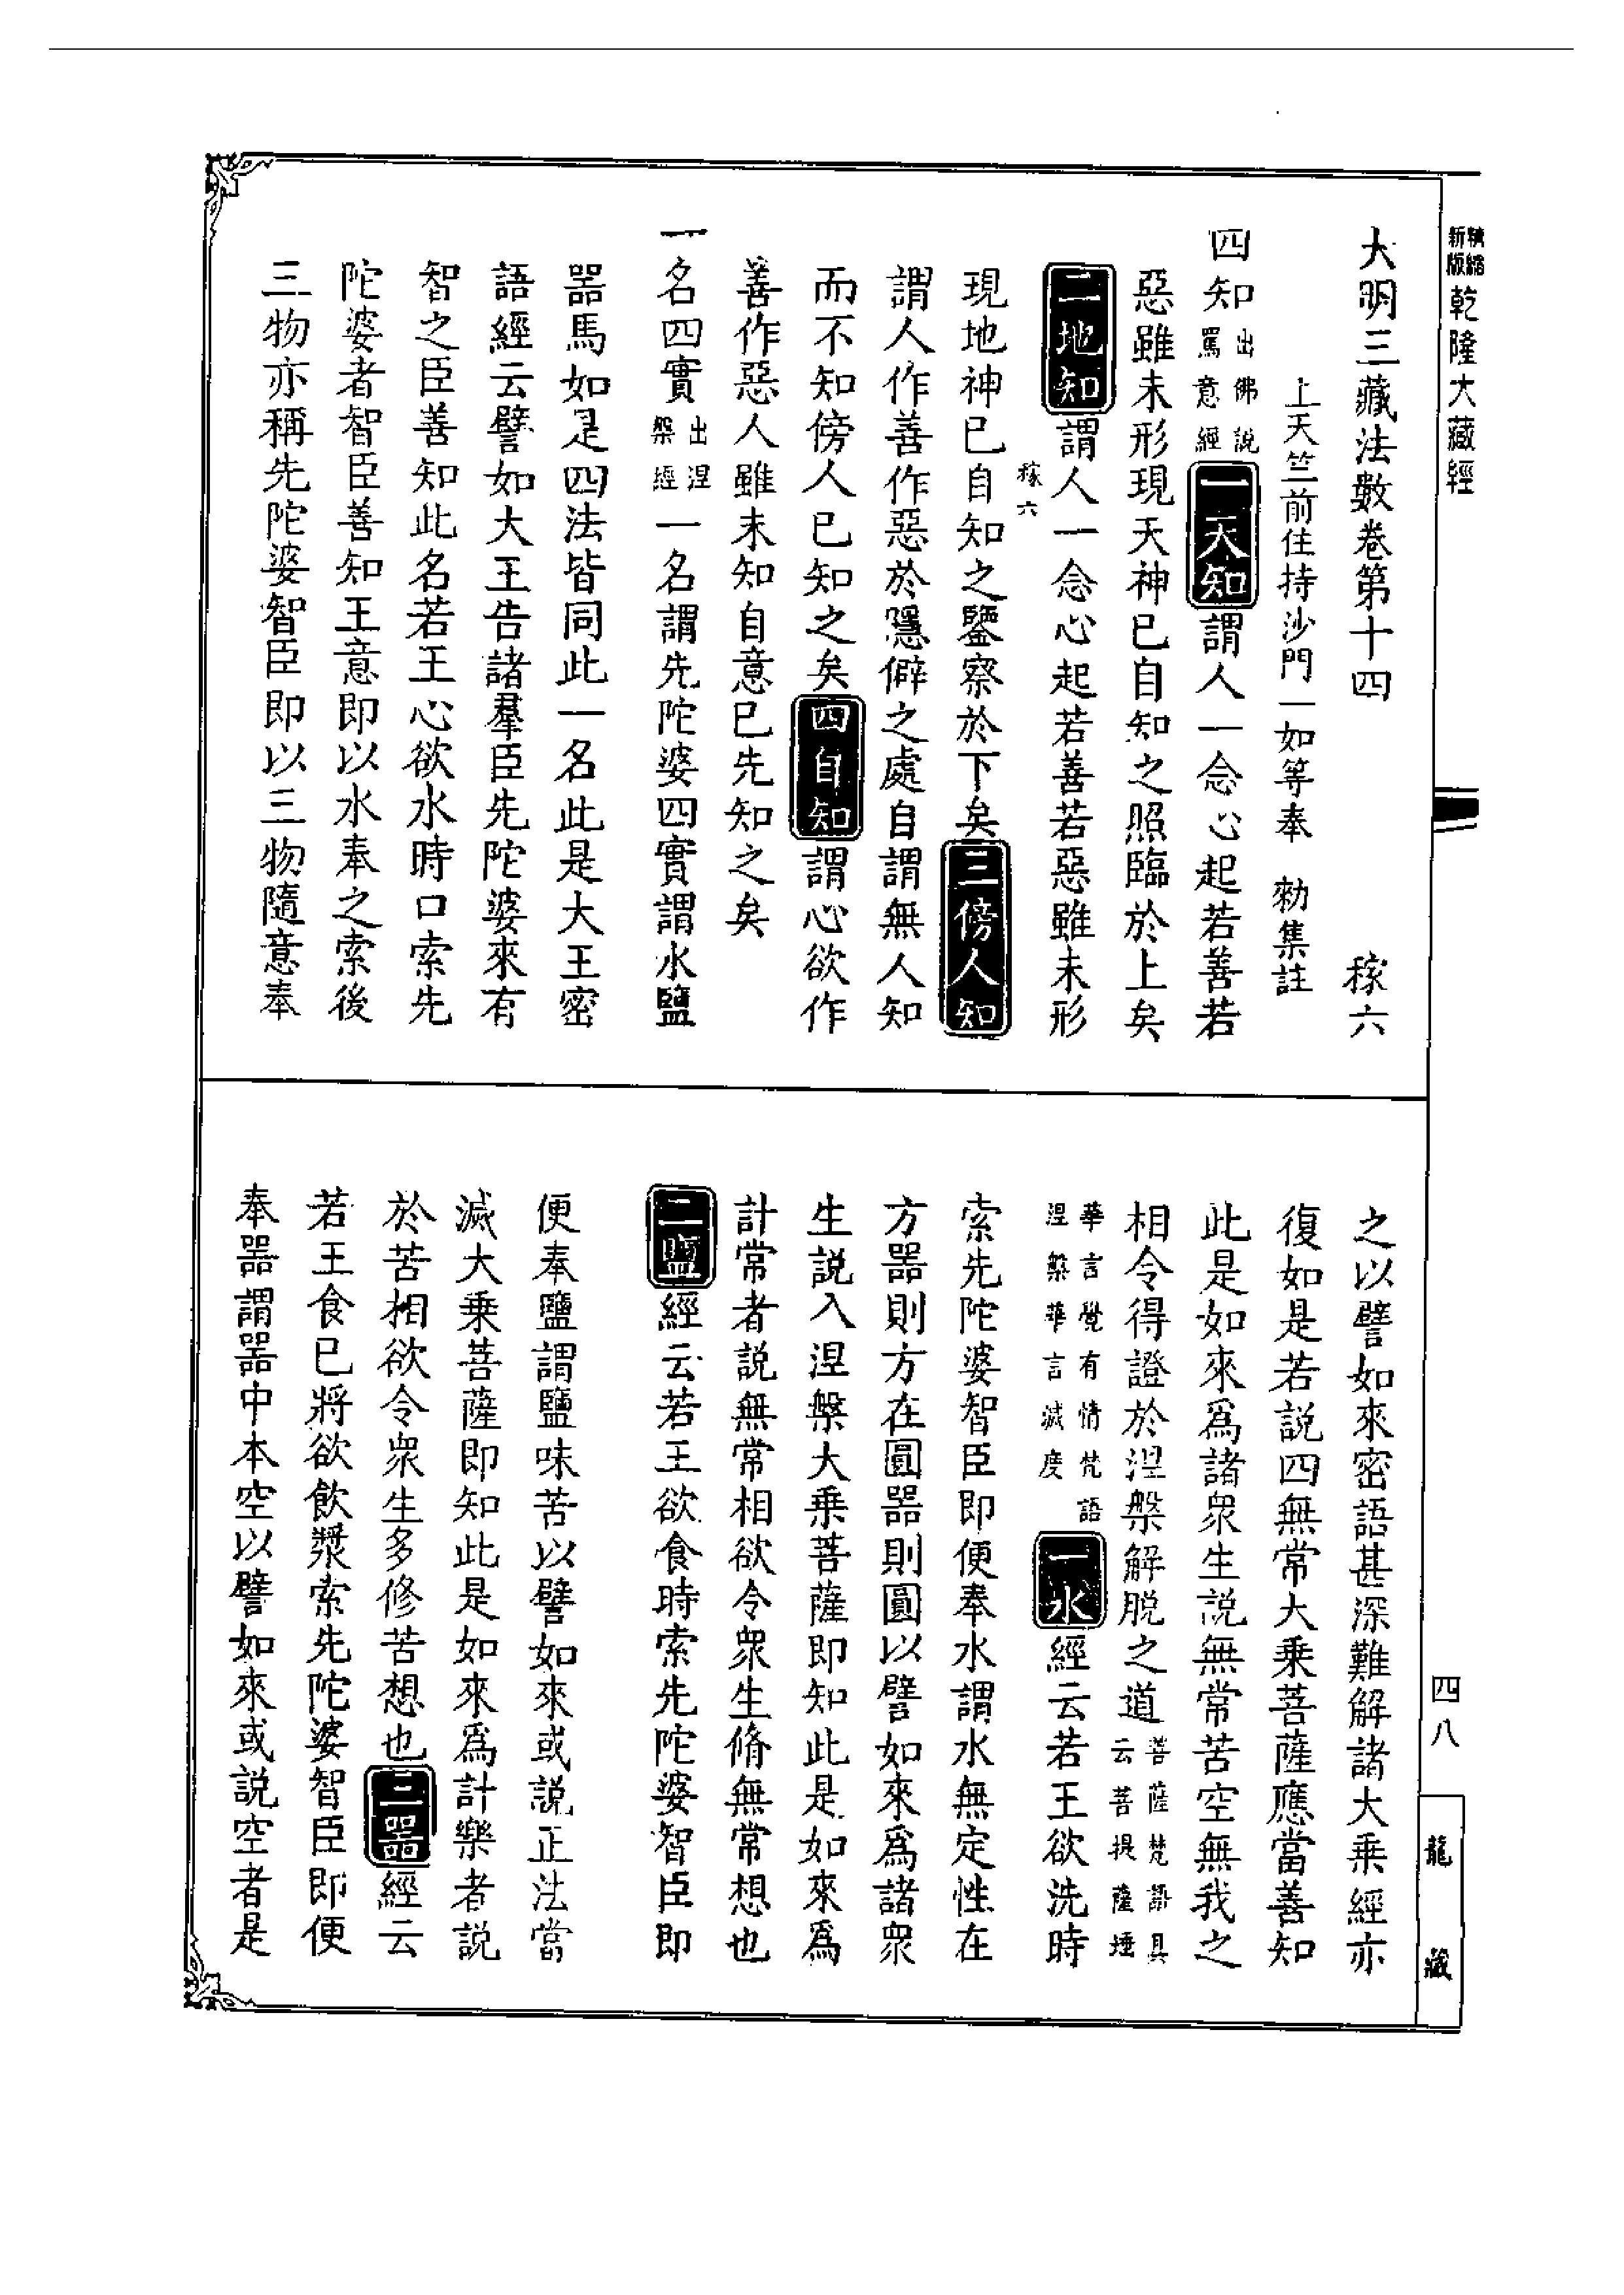 精縮
新版
乾隆大藏經
大明三藏法數卷第十四
稼六
上天竺前住持沙門一如等奉 勑集註
四知出佛說罵意經一天知謂人一念心起若善若
惡雖未形現天神已自知之照臨於上矣
二地知謂人一念心起若善若惡雖未形
稼六
現地神已自知之鑒察於下矣三傍人知
謂人作善作惡於隱僻之處自謂無人知
而不知傍人已知之矣四自知謂心欲作
善作惡人雖未知自意已先知之矣
一名四實出涅槃經一名謂先陀婆四實謂水鹽
器馬如是四法皆同此一名此是大王密
語經云譬如大王告諸羣臣先陀婆來有
智之臣善知此名若王心欲水時口索先
陀婆者智臣善知王意即以水奉之索後
三物亦稱先陀婆智臣即以三物隨意奉
之以譬如來密語甚深難解諸大乘經亦
復如是若說四無常大乘菩薩應當善知
此是如來爲諸衆生說無常苦空無我之
相令得證於涅槃解脫之道菩薩梵語具云菩提薩埵
華言覺有情梵語涅槃華言滅度一水經云若王欲洗時
索先陀婆智臣即便奉水謂水無定性在
方器則方在圓器則圓以譬如來爲諸衆
生說入涅槃大乘菩薩即知此是如來爲
計常者說無常相欲令衆生脩無常想也
二鹽經云若王欲食時索先陀婆智臣即
便奉鹽謂鹽味苦以譬如來或說正法當
滅大乘菩薩即知此是如來爲計樂者說
於苦相欲令衆生多修苦想也三器經云
若王食已將欲飲漿索先陀婆智臣即便
奉器謂器中本空以譬如來或說空者是
四八
龍藏